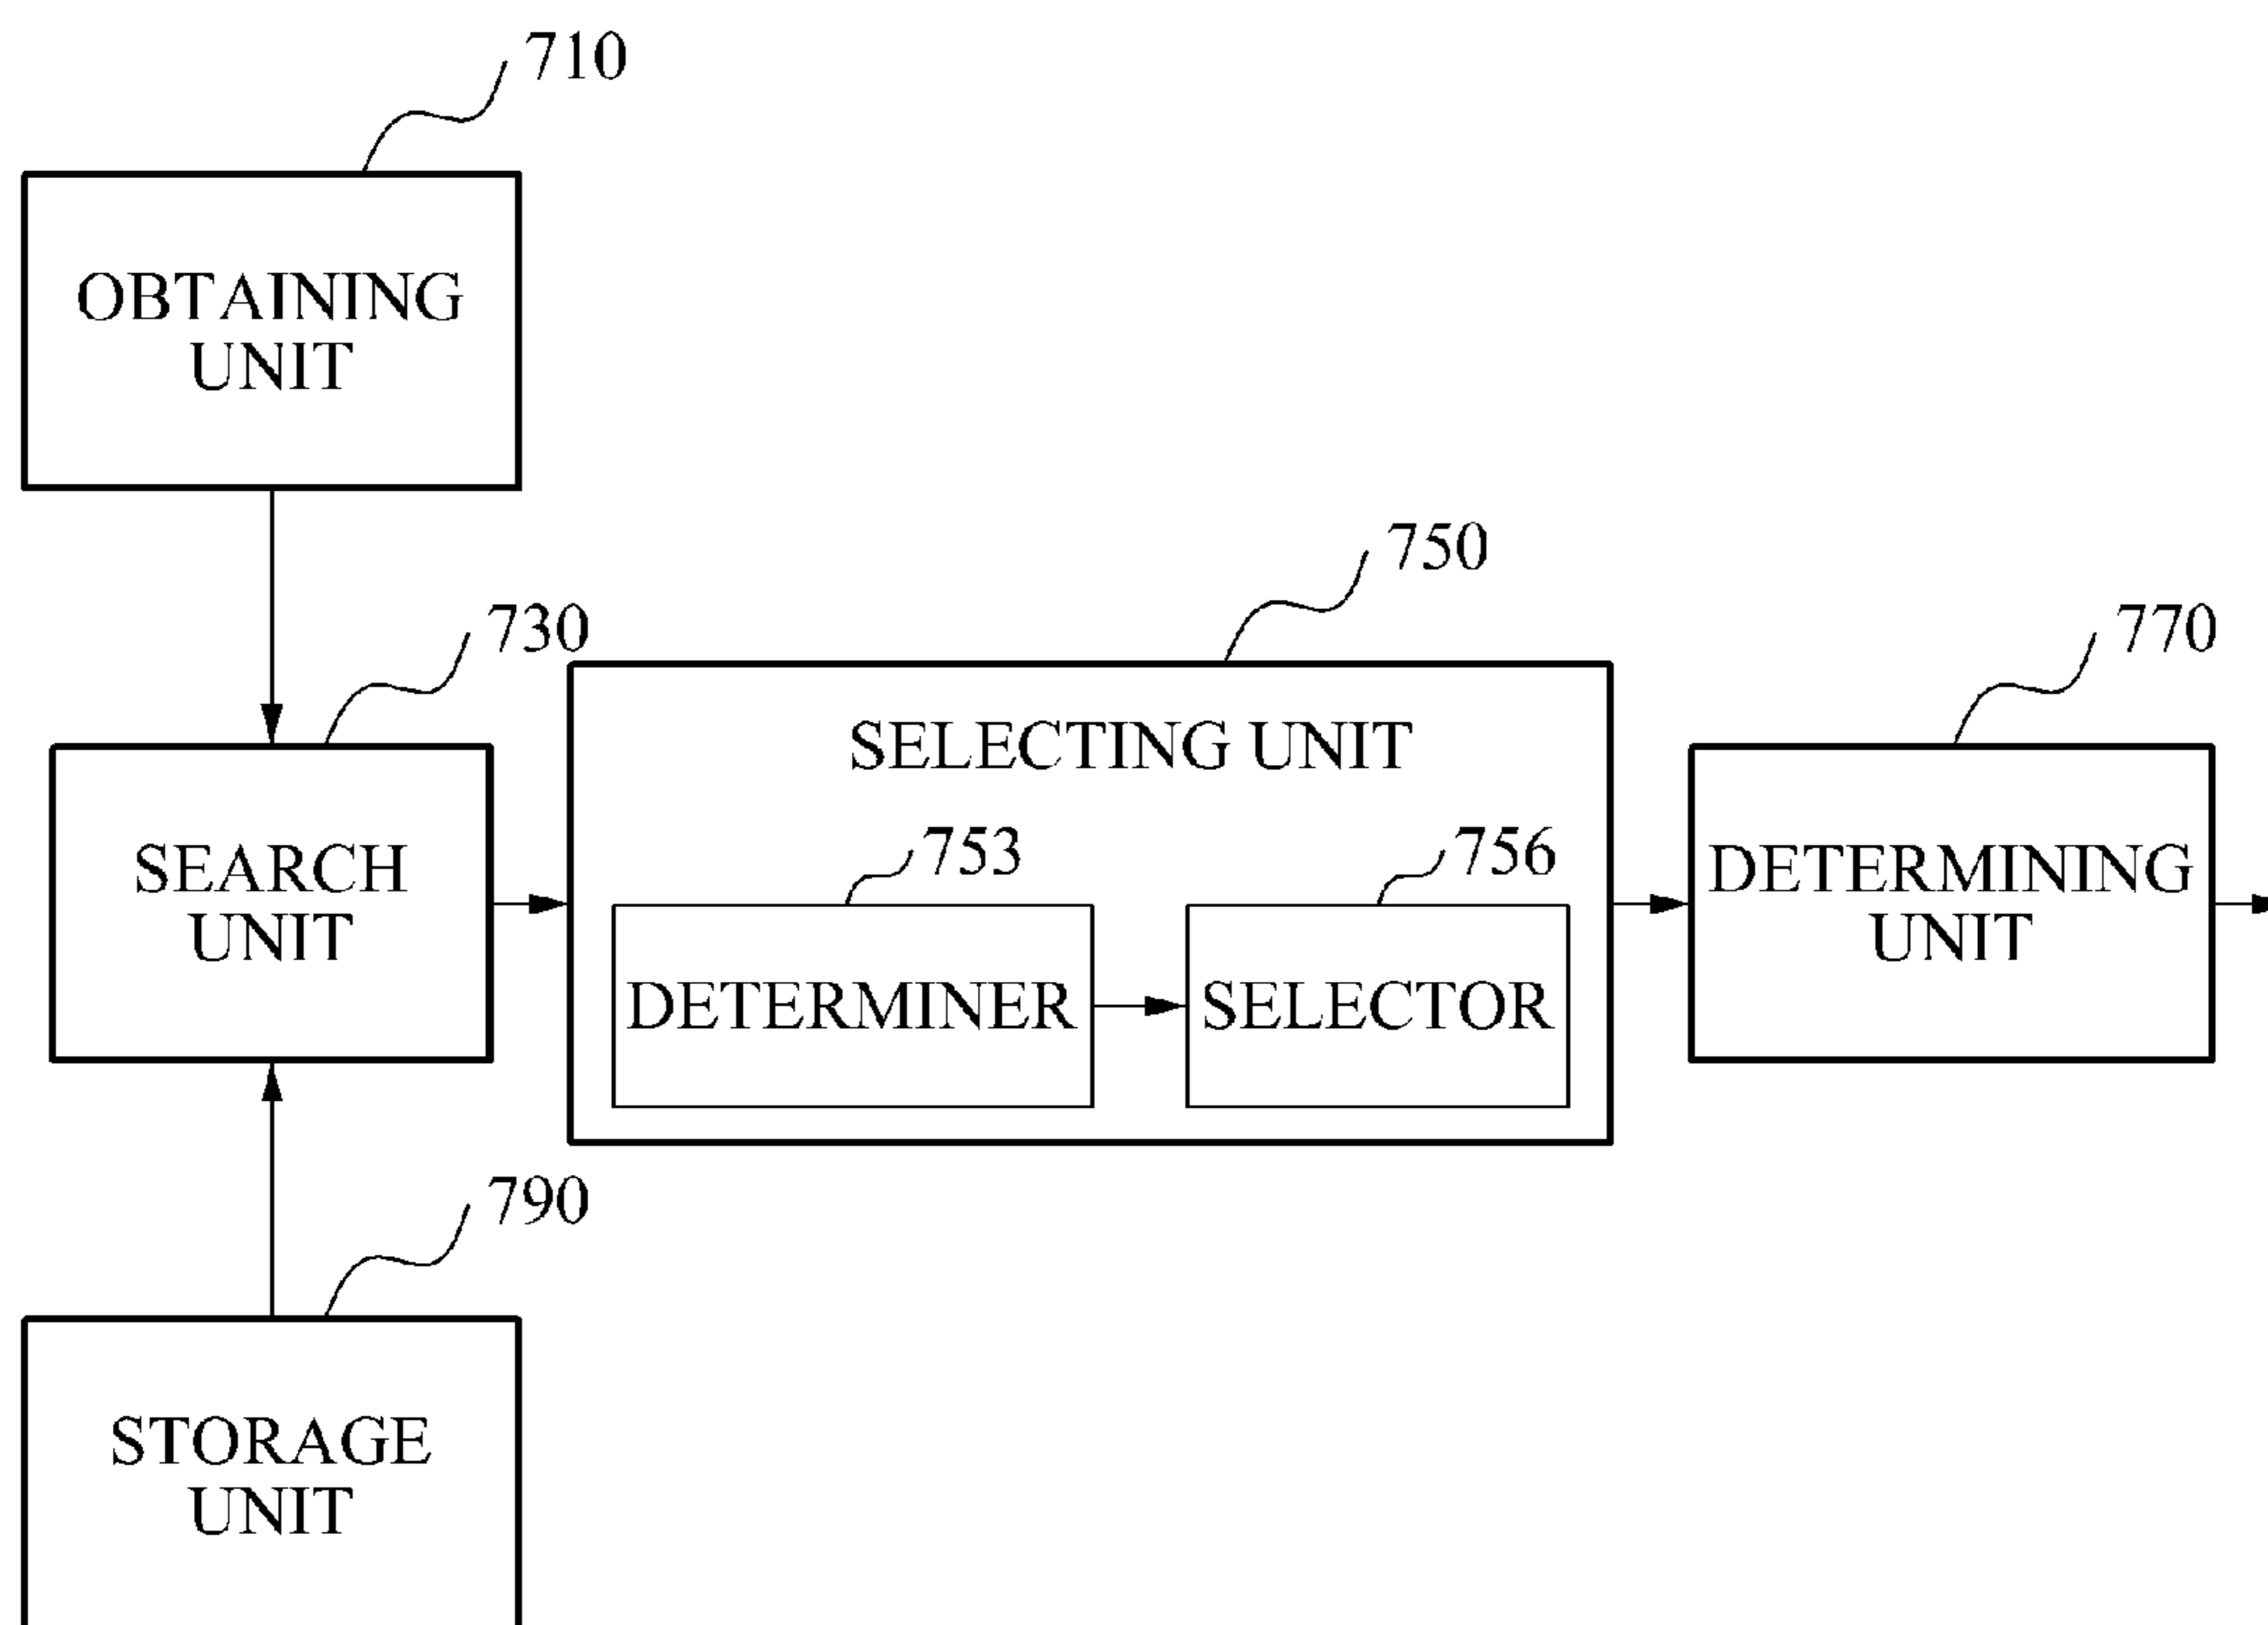 710
OBTAINING
UNIT
750
730
770
SELECTING UNIT
753
756
SEARCH
UNIT
DETERMINING
UNIT
DETERMINER
SELECTOR
790
STORAGE
UNIT